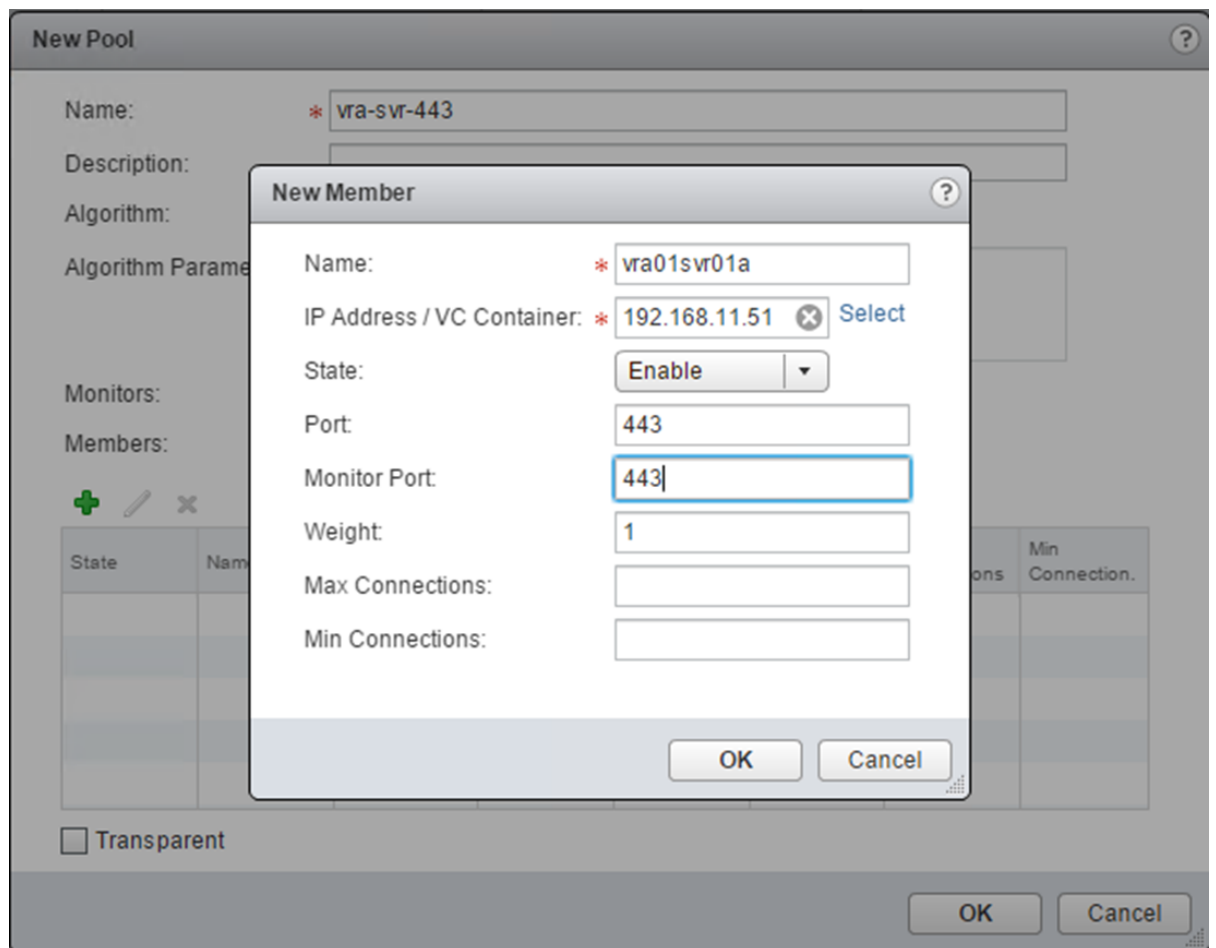 New Pool ?
Name: * vra-svr-443
Description:
Algorithm:
Algorithm Parame
Monitors:
Members:
State Nam ons Min Connection.
Transparent
OK Cancel
New Member ?
Name: * vra01svr01a
IP Address / VC Container: * 192.168.11.51 Select
State: Enable
Port: 443
Monitor Port: 443
Weight: 1
Max Connections:
Min Connections:
OK Cancel